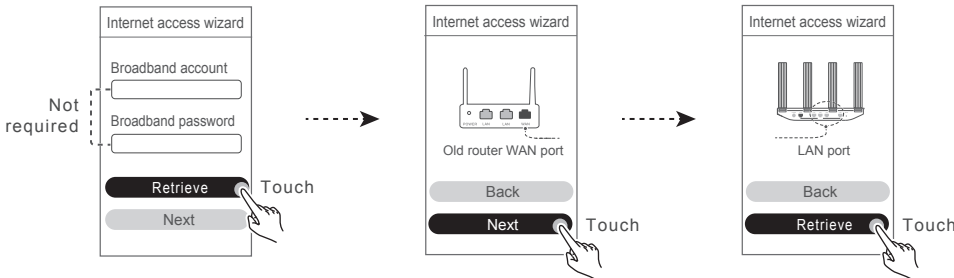 Internet access wizard
Broadband account
Not
required
Broadband password
Retrieve
Touch
Next
Internet access wizard
POWER LAN LAN WAN
Old router WAN port
Back
Next
Touch
Internet access wizard
LAN port
Back
Retrieve
Touch